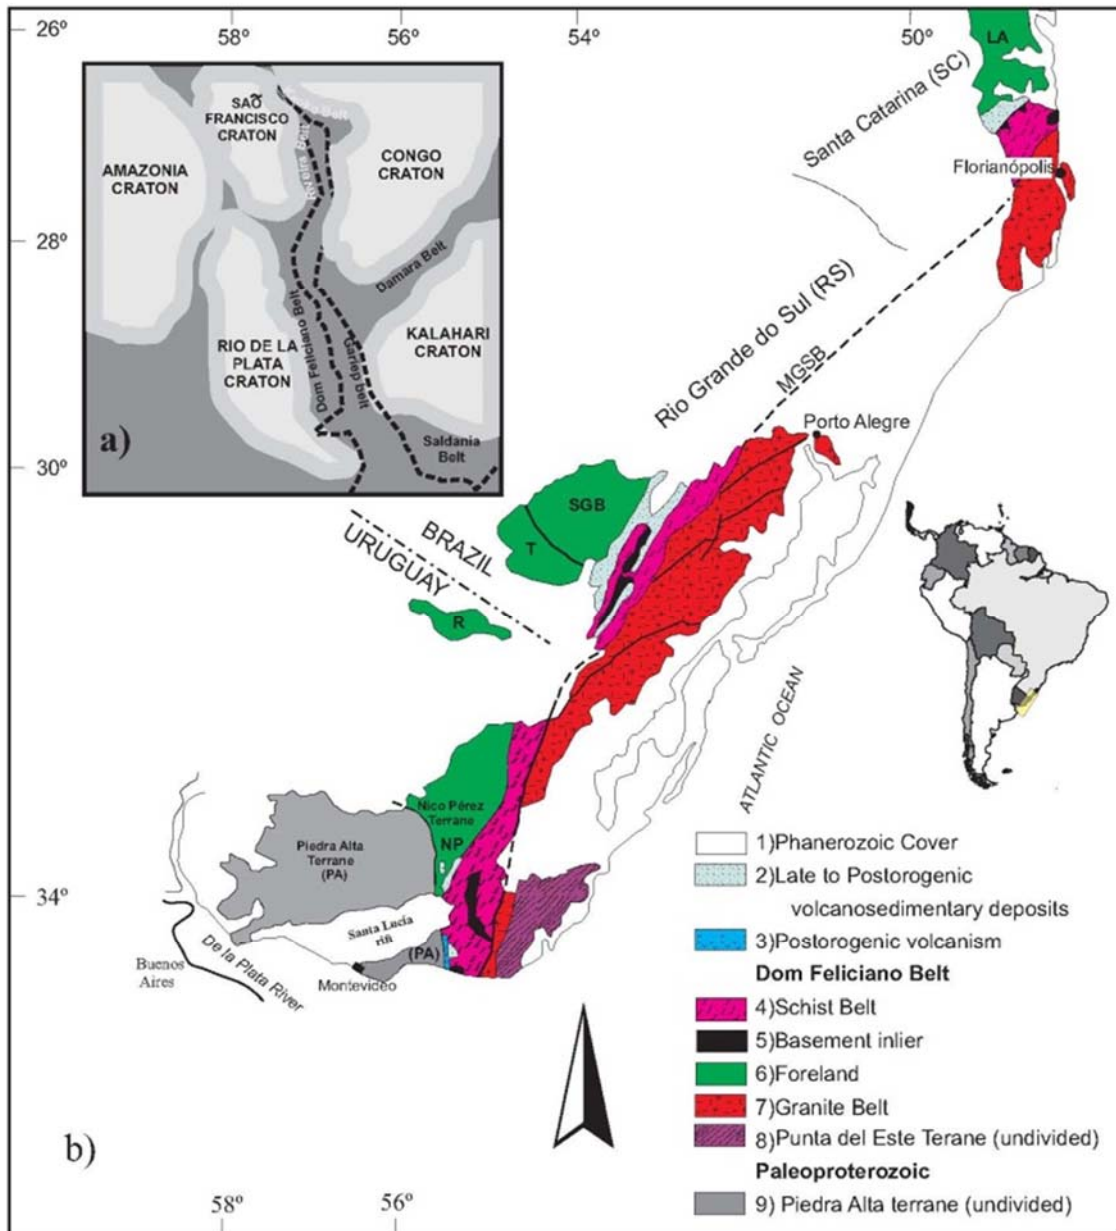 26º
58º
56º
54º
50º
LA
Santa Catarina (SC)
Florianópolis
SAÕ
FRANCISCO
CRATON
AMAZONIA
CRATON
CONGO
CRATON
Riveira Belt
Belt
Damara Belt
Dom Feliciano Belt
Gariep belt
RIO DE LA
PLATA
CRATON
KALAHARI
CRATON
Saldania
Belt
a)
28º
Rio Grande do Sul (RS)
MGSB
Porto Alegre
30º
SGB
T
BRAZIL
URUGUAY
R
ATLANTIC OCEAN
Nico Pérez
Terrane
NP
Piedra Alta
Terrane
(PA)
34º
Santa Lucía
rift
(PA)
De la Plata River
Buenos
Aires
Montevideo
1)Phanerozoic Cover
2)Late to Postorogenic
volcanosedimentary deposits
3)Postorogenic volcanism
Dom Feliciano Belt
4)Schist Belt
5)Basement inlier
6)Foreland
7)Granite Belt
8)Punta del Este Terane (undivided)
Paleoproterozoic
9) Piedra Alta terrane (undivided)
b)
58º
56º